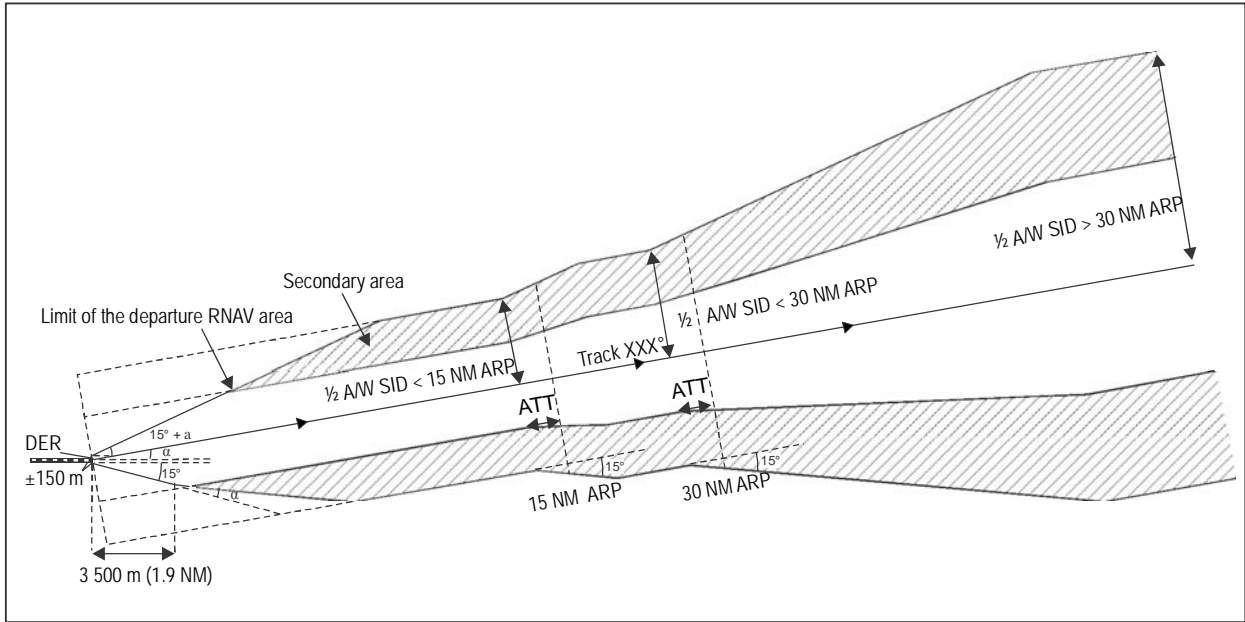 ½ A/W SID > 30 NM ARP
Secondary area
½ A/W SID < 30 NM ARP
Limit of the departure RNAV area
Track XXX°
½ A/W SID < 15 NM ARP
ATT
ATT
DER
15° + a
α
15°
±150 m
α
15°
15°
15 NM ARP
30 NM ARP
3 500 m (1.9 NM)